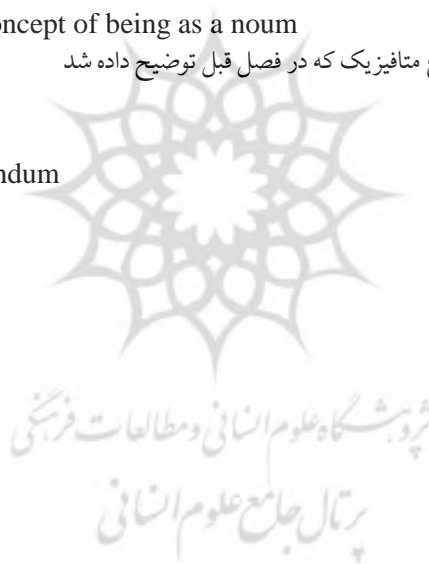 oncept of being as a noum
متافیزیک که در فصل قبل توضیح داده شد
ndum
پژوهشگاه علوم انسانی و مطالعات فرهنگی
پرتال جامع علوم انسانی